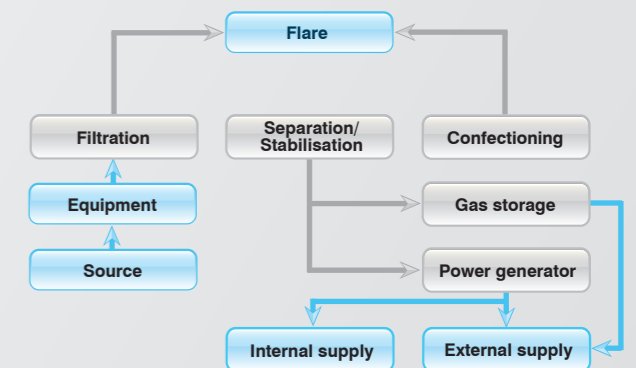 Flare
Filtration
Separation/
Stabilisation
Confectioning
Equipment
Gas storage
Source
Power generator
Internal supply
External supply